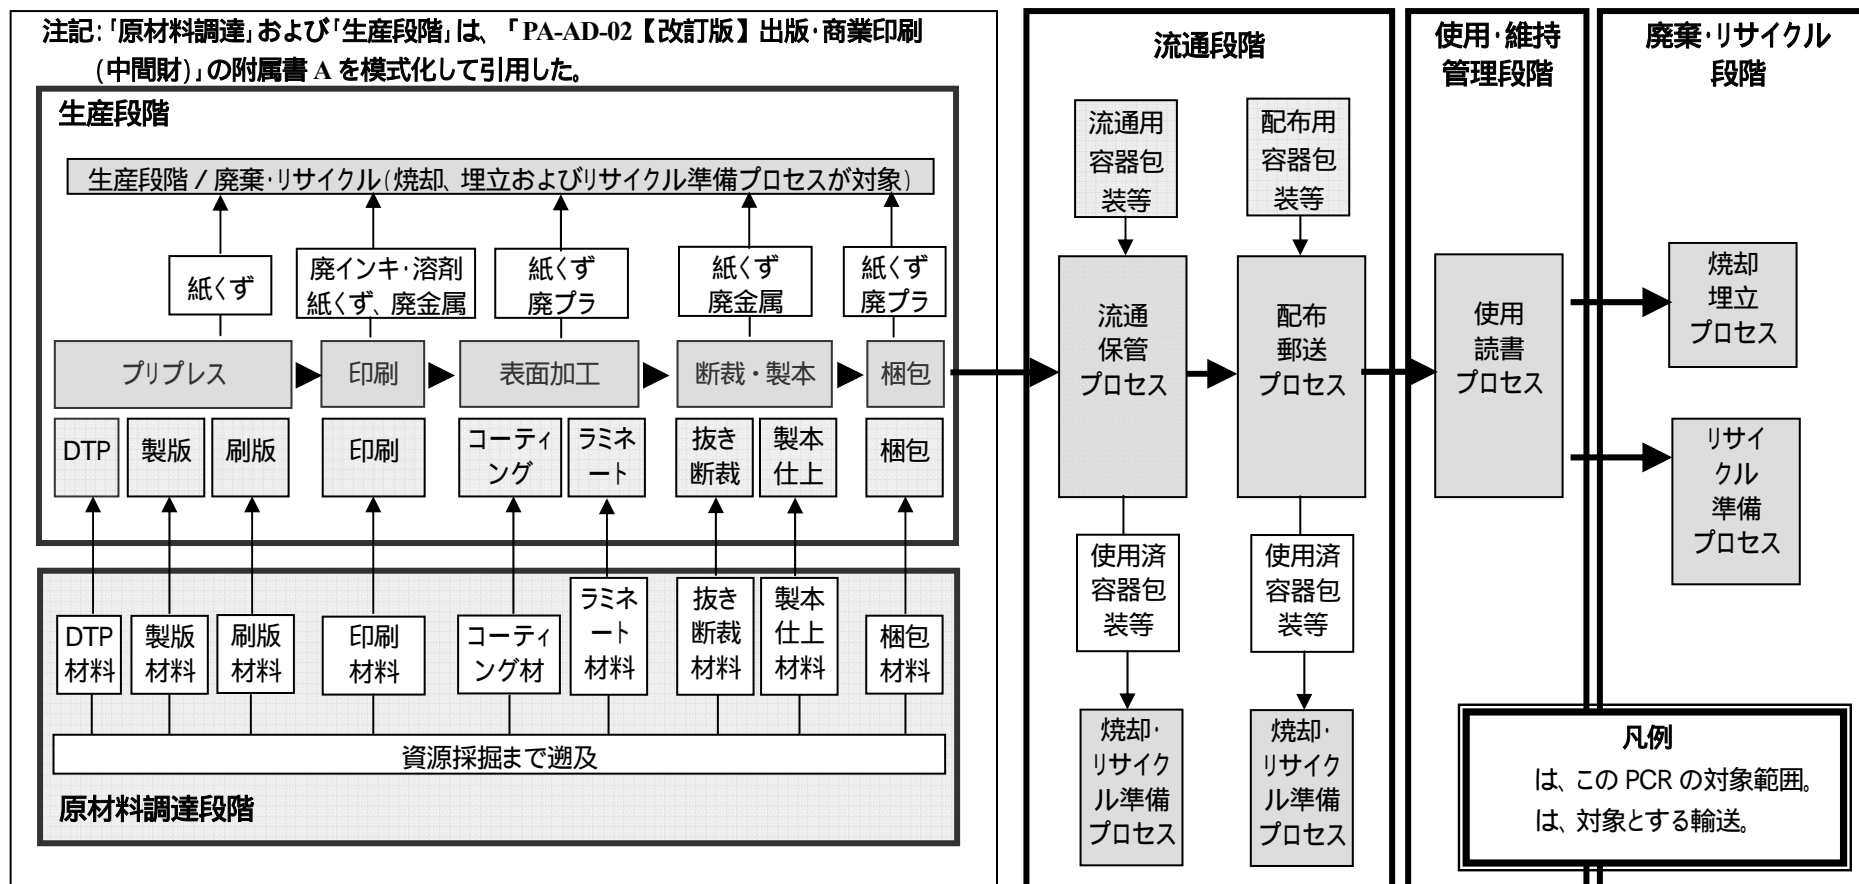 注記:「原材料調達」および「生産段階」は、「PA-AD-02【改訂版】出版・商業印刷
(中間財)」の附属書 A を模式化して引用した。
生産段階
生産段階 / 廃棄・リサイクル(焼却、埋立およびリサイクル準備プロセスが対象)
紙くず
廃インキ・溶剤
紙くず、廃金属
紙くず
廃プラ
紙くず
廃金属
紙くず
廃プラ
プリプレス
印刷
表面加工
断裁・製本
梱包
DTP
製版
刷版
印刷
コーティ
ング
ラミネ
ート
抜き
断裁
製本
仕上
梱包
DTP
材料
製版
材料
刷版
材料
印刷
材料
コーティ
ング材
ラミネ
ート
材料
抜き
断裁
材料
製本
仕上
材料
梱包
材料
資源採掘まで遡及
原材料調達段階
流通段階
流通用
容器包
装等
配布用
容器包
装等
流通
保管
プロセス
配布
郵送
プロセス
使用済
容器包
装等
使用済
容器包
装等
焼却・
リサイク
ル準備
プロセス
焼却・
リサイク
ル準備
プロセス
使用・維持
管理段階
使用
読書
プロセス
廃棄・リサイクル
段階
焼却
埋立
プロセス
リサイ
クル
準備
プロセス
凡例
は、この PCR の対象範囲。
は、対象とする輸送。